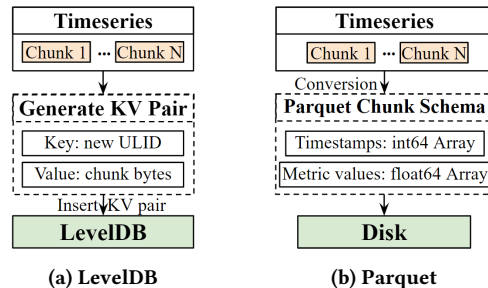 Timeseries
Chunk 1 ... Chunk N
Generate KV Pair
Key: new ULID
Value: chunk bytes
Insert KV pair
LevelDB
(a) LevelDB
Timeseries
Chunk 1 ... Chunk N
Conversion
Parquet Chunk Schema
Timestamps: int64 Array
Metric values: float64 Array
Disk
(b) Parquet